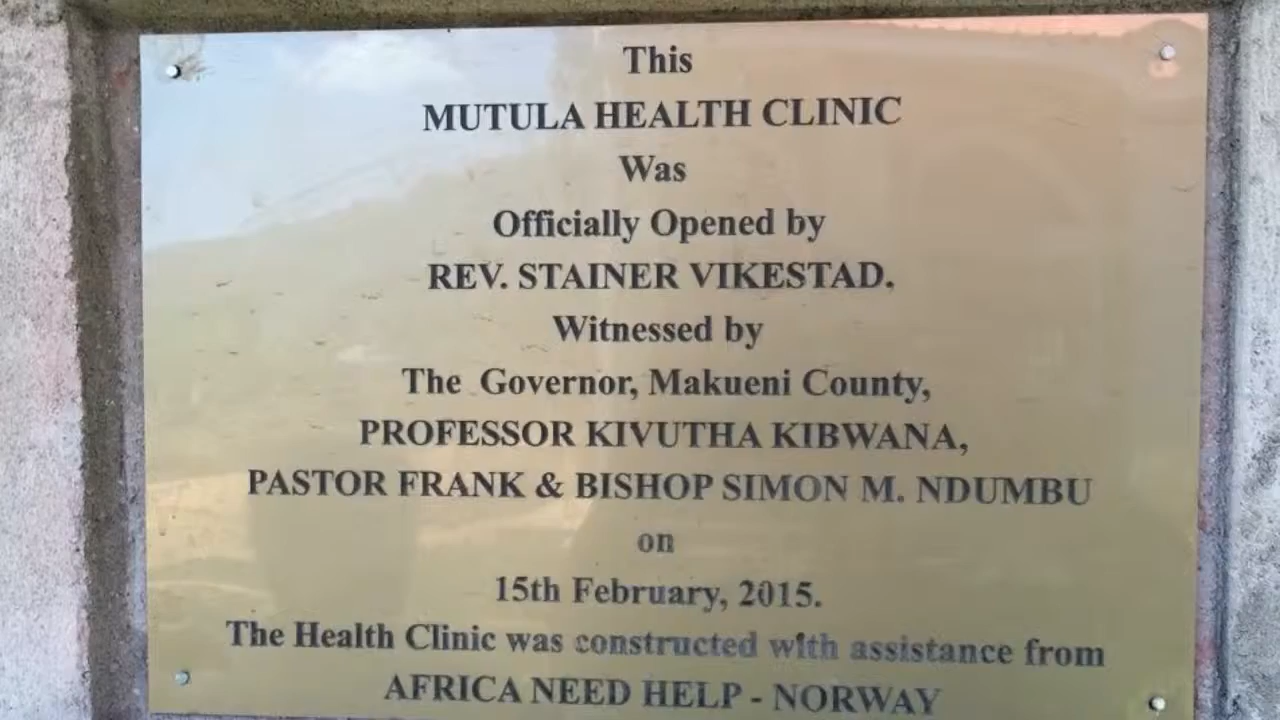 This
MUTULA HEALTH CLINIC
Was
Officially Opened by
REV. STAINER VIKESTAD.
Witnessed by
The Governor, Makueni County,
PROFESSOR KIVUTHA KIBWANA,
PASTOR FRANK & BISHOP SIMON M. NDUMBU
on
15th February, 2015.
The Health Clinic was constructed with assistance from
AFRICA NEED HELP - NORWAY